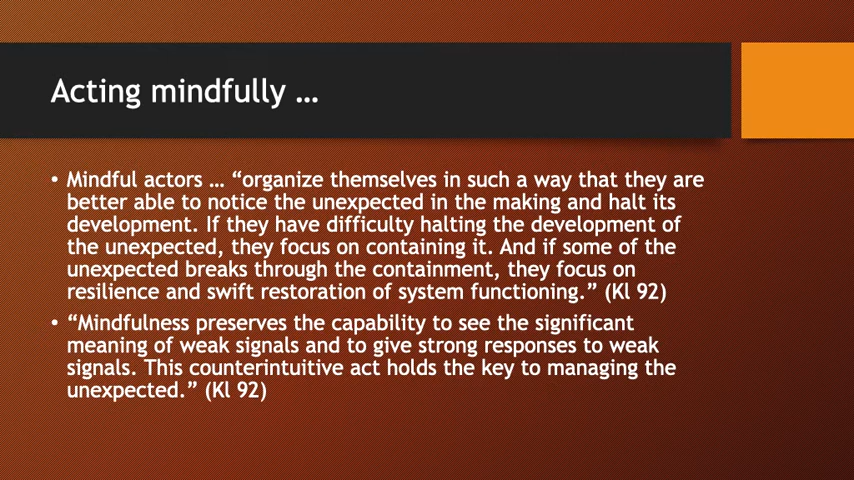 Acting mindfully …
• Mindful actors … “organize themselves in such a way that they are
better able to notice the unexpected in the making and halt its
development. If they have difficulty halting the development of
the unexpected, they focus on containing it. And if some of the
unexpected breaks through the containment, they focus on
resilience and swift restoration of system functioning.” (Kl 92)
• “Mindfulness preserves the capability to see the significant
meaning of weak signals and to give strong responses to weak
signals. This counterintuitive act holds the key to managing the
unexpected.” (Kl 92)